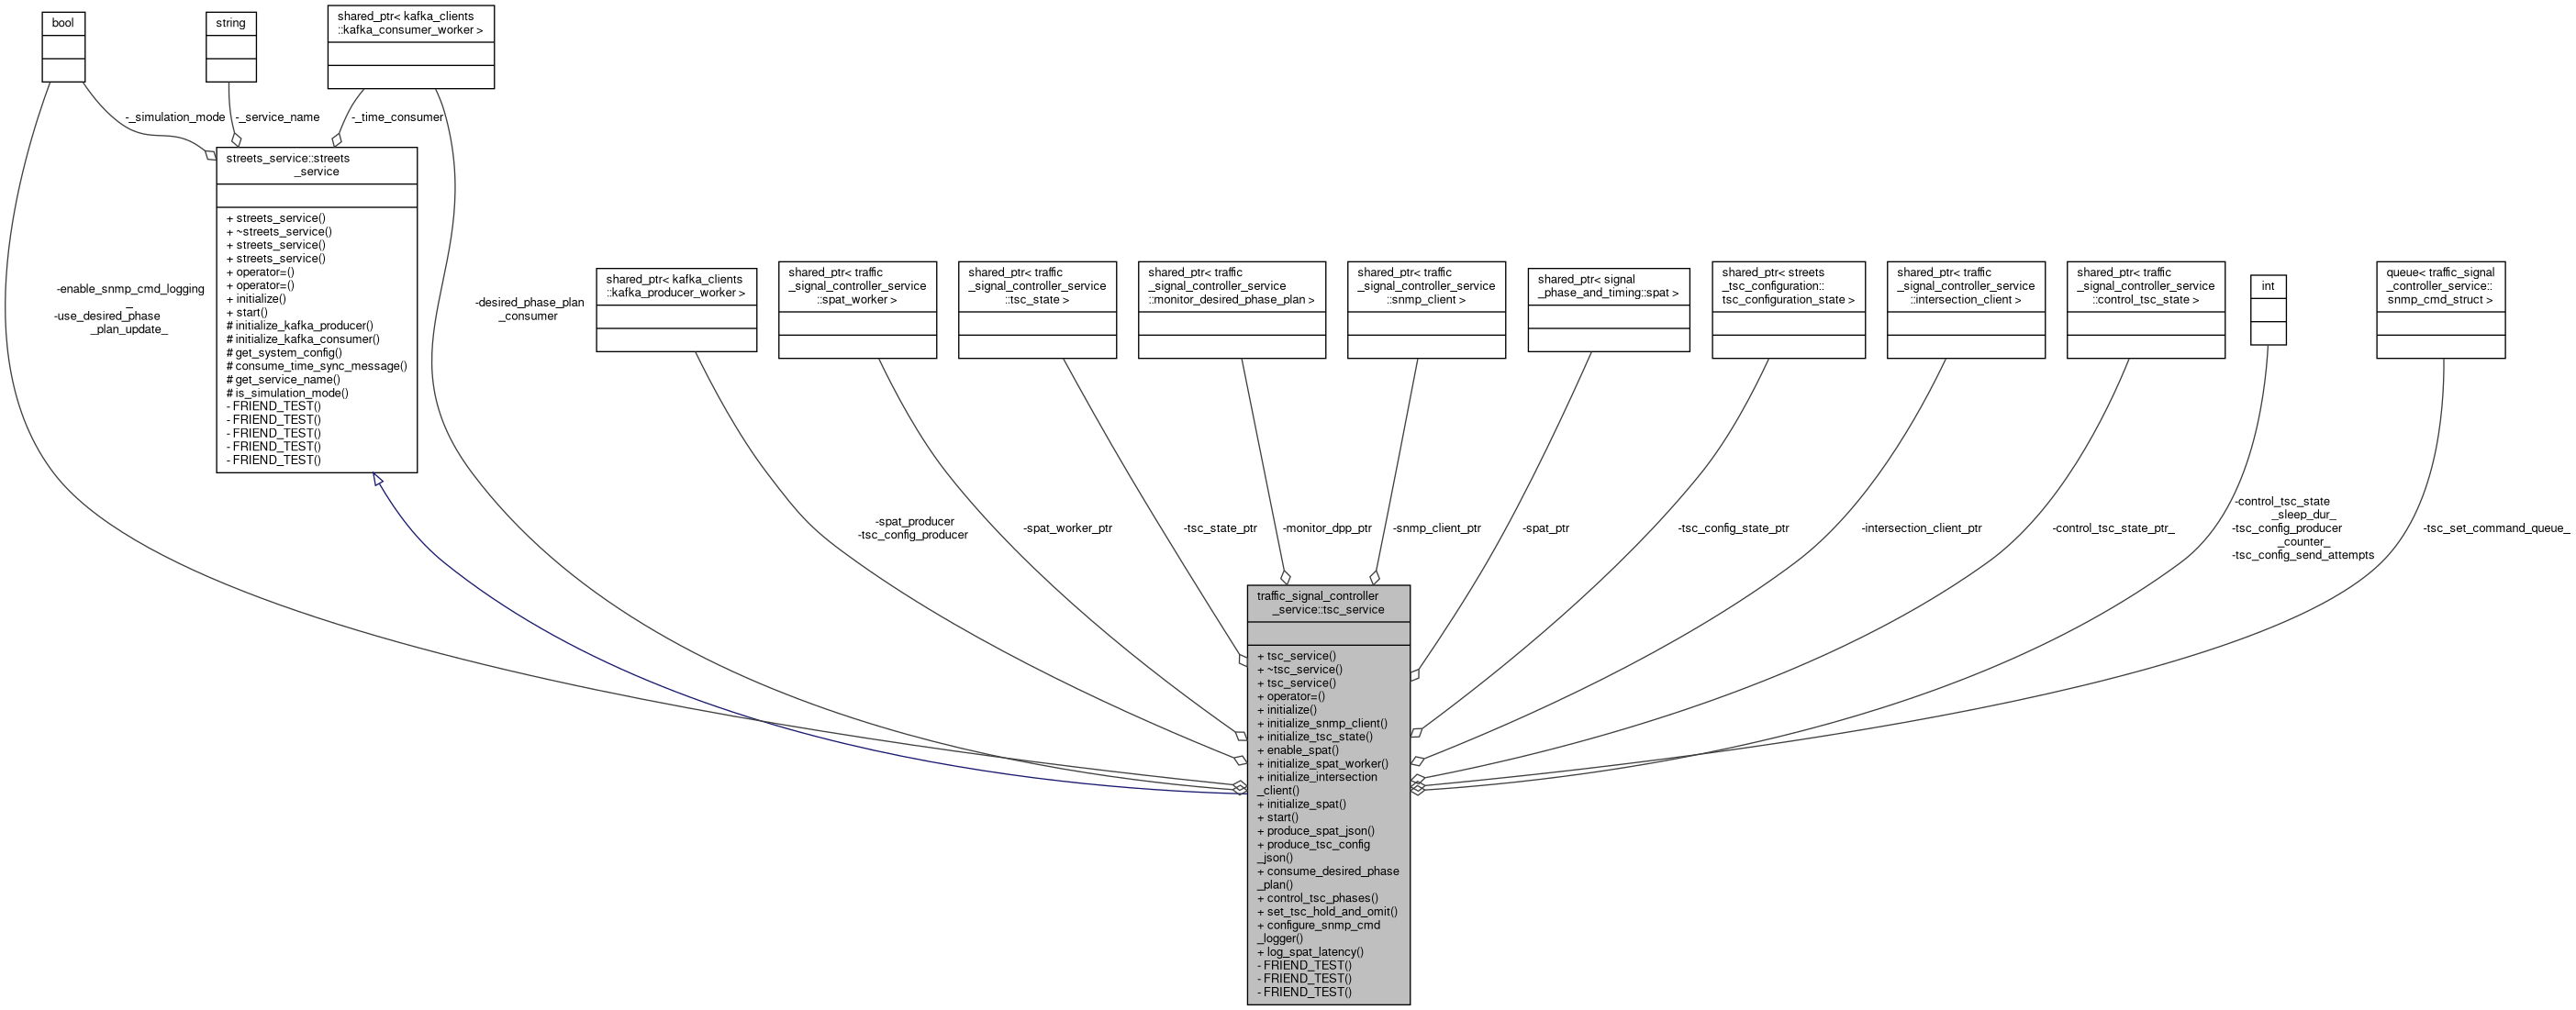 bool
string
shared_ptr< kafka_clients
::kafka_consumer_worker >
-_simulation_mode
-_service_name
-_time_consumer
streets_service::streets
_service
+ streets_service()
+ ~streets_service()
+ streets_service()
+ streets_service()
+ operator=()
+ operator=()
+ initialize()
+ start()
# initialize_kafka_producer()
# initialize_kafka_consumer()
# get_system_config()
# consume_time_sync_message()
# get_service_name()
# is_simulation_mode()
- FRIEND_TEST()
- FRIEND_TEST()
- FRIEND_TEST()
- FRIEND_TEST()
- FRIEND_TEST()
-enable_snmp_cmd_logging
_
-use_desired_phase
_plan_update_
-desired_phase_plan
_consumer
shared_ptr< kafka_clients
::kafka_producer_worker >
shared_ptr< traffic
_signal_controller_service
::spat_worker >
shared_ptr< traffic
_signal_controller_service
::tsc_state >
shared_ptr< traffic
_signal_controller_service
::monitor_desired_phase_plan >
shared_ptr< traffic
_signal_controller_service
::snmp_client >
shared_ptr< signal
_phase_and_timing::spat >
shared_ptr< streets
_tsc_configuration::
tsc_configuration_state >
shared_ptr< traffic
_signal_controller_service
::intersection_client >
shared_ptr< traffic
_signal_controller_service
::control_tsc_state >
int
queue< traffic_signal
_controller_service::
snmp_cmd_struct >
-spat_producer
-tsc_config_producer
-spat_worker_ptr
-tsc_state_ptr
-monitor_dpp_ptr
-snmp_client_ptr
-spat_ptr
-tsc_config_state_ptr
-intersection_client_ptr
-control_tsc_state_ptr_
-control_tsc_state
_sleep_dur_
-tsc_config_producer
_counter_
-tsc_config_send_attempts
-tsc_set_command_queue_
traffic_signal_controller
_service::tsc_service
+ tsc_service()
+ ~tsc_service()
+ tsc_service()
+ operator=()
+ initialize()
+ initialize_snmp_client()
+ initialize_tsc_state()
+ enable_spat()
+ initialize_spat_worker()
+ initialize_intersection
_client()
+ initialize_spat()
+ start()
+ produce_spat_json()
+ produce_tsc_config
_json()
+ consume_desired_phase
_plan()
+ control_tsc_phases()
+ set_tsc_hold_and_omit()
+ configure_snmp_cmd
_logger()
+ log_spat_latency()
- FRIEND_TEST()
- FRIEND_TEST()
- FRIEND_TEST()